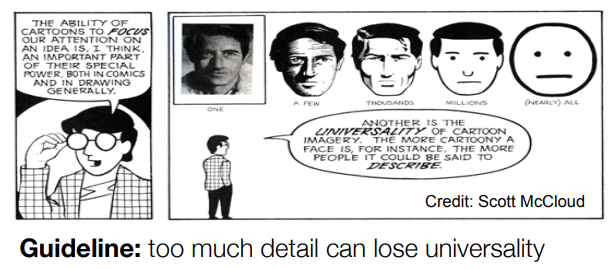 THE ABILITY OF
CARTOONS TO FOCUS
OUR ATTENTION ON
AN IDEA IS, I THINK,
AN IMPORTANT PART
OF THEIR SPECIAL
POWER, BOTH IN COMICS
AND IN DRAWING
GENERALLY.
ONE
A FEW
THOUSANDS
MILLIONS
(NEARLY) ALL
ANOTHER IS THE
UNIVERSALITY OF CARTOON
IMAGERY. THE MORE CARTOONY A
FACE IS, FOR INSTANCE, THE MORE
PEOPLE IT COULD BE SAID TO
DESCRIBE.
Credit: Scott McCloud
Guideline: too much detail can lose universality